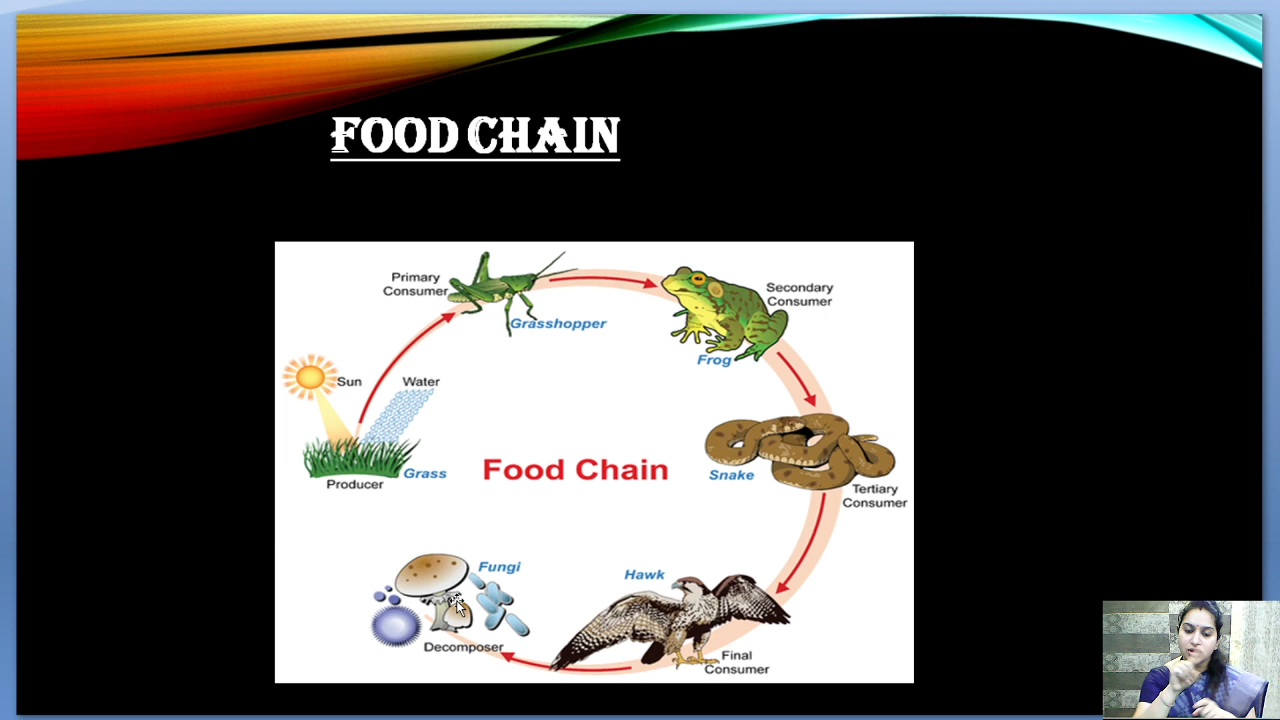 FOOD CHAIN
Primary
Consumer
Grasshopper
Secondary
Consumer
Frog
Sun
Water
Grass
Producer
Food Chain
Snake
Tertiary
Consumer
Fungi
Hawk
Decomposer
Final
Consumer